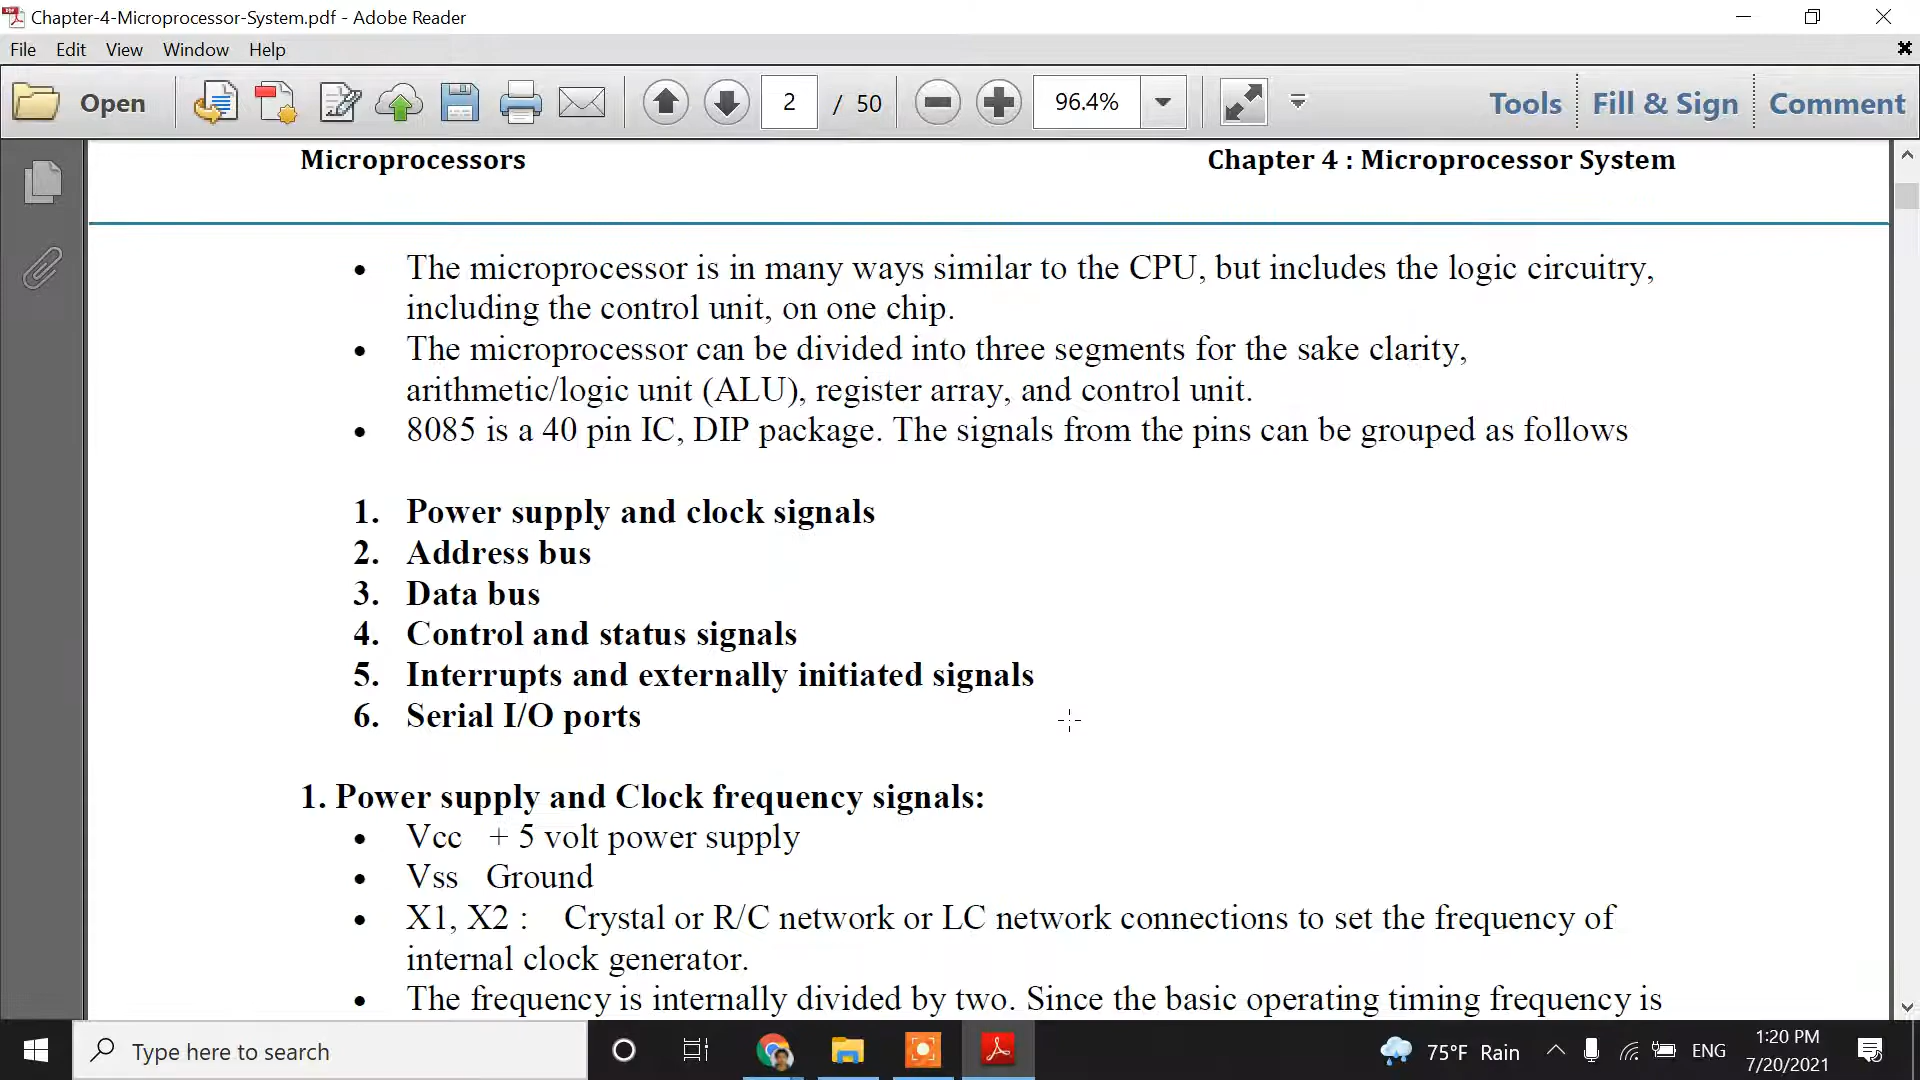 Chapter-4-Microprocessor-System.pdf - Adobe Reader
File Edit View Window Help
Open 2 / 50 96.4% Tools Fill & Sign Comment
Microprocessors Chapter 4 : Microprocessor System
• The microprocessor is in many ways similar to the CPU, but includes the logic circuitry,
including the control unit, on one chip.
• The microprocessor can be divided into three segments for the sake clarity,
arithmetic/logic unit (ALU), register array, and control unit.
• 8085 is a 40 pin IC, DIP package. The signals from the pins can be grouped as follows
1. Power supply and clock signals
2. Address bus
3. Data bus
4. Control and status signals
5. Interrupts and externally initiated signals
6. Serial I/O ports
1. Power supply and Clock frequency signals:
• Vcc + 5 volt power supply
• Vss Ground
• X1, X2 : Crystal or R/C network or LC network connections to set the frequency of
internal clock generator.
• The frequency is internally divided by two. Since the basic operating timing frequency is
Type here to search
75°F Rain
ENG
1:20 PM
7/20/2021